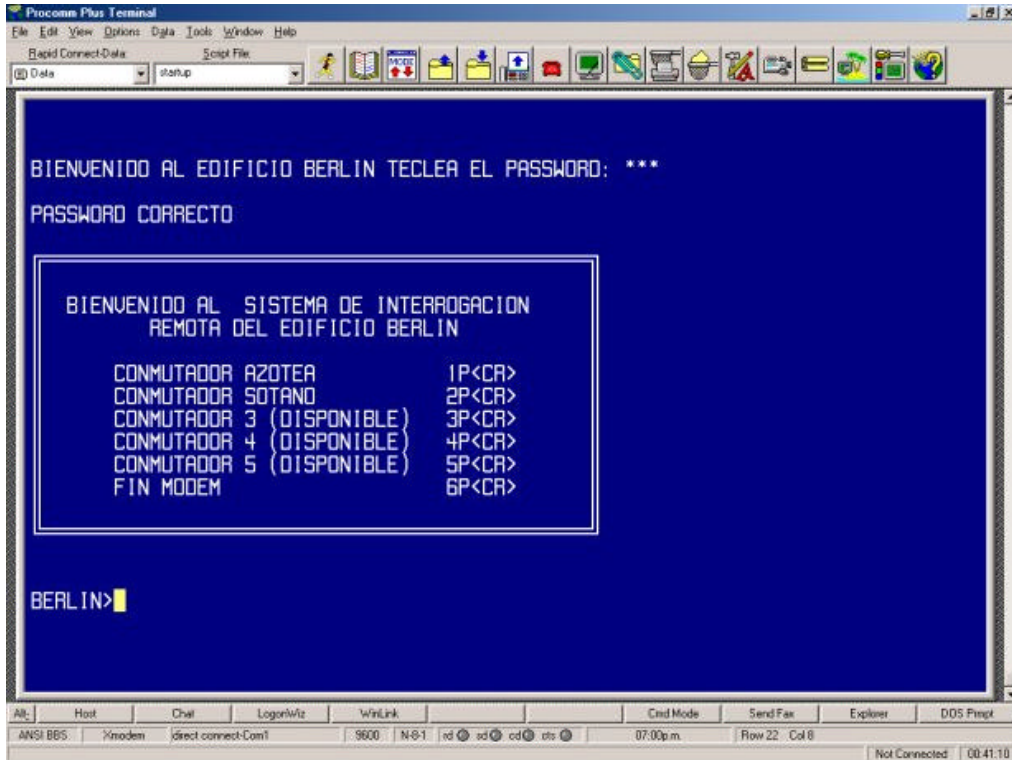 Procomm Plus Terminal
File Edit View Options Data Tools Window Help
Rapid Connect-Data: Script File:
Data startup
MODE
BIENVENIDO AL EDIFICIO BERLIN TECLEA EL PASSWORD: ***
PASSWORD CORRECTO
BIENVENIDO AL SISTEMA DE INTERROGACION
REMOTA DEL EDIFICIO BERLIN
CONMUTADOR AZOTEA 1P<CR>
CONMUTADOR SOTANO 2P<CR>
CONMUTADOR 3 (DISPONIBLE) 3P<CR>
CONMUTADOR 4 (DISPONIBLE) 4P<CR>
CONMUTADOR 5 (DISPONIBLE) 5P<CR>
FIN MODEM 6P<CR>
BERLIN>
Alt- Host Chat LogonWiz WinLink Cmd Mode Send Fax Explorer DOS Prmpt
ANSI BBS Xmodem direct connect-Com1 9600 N-8-1 rd sd cd cts 07:00p.m. Row 22 Col 8
Not Connected 00:41:10